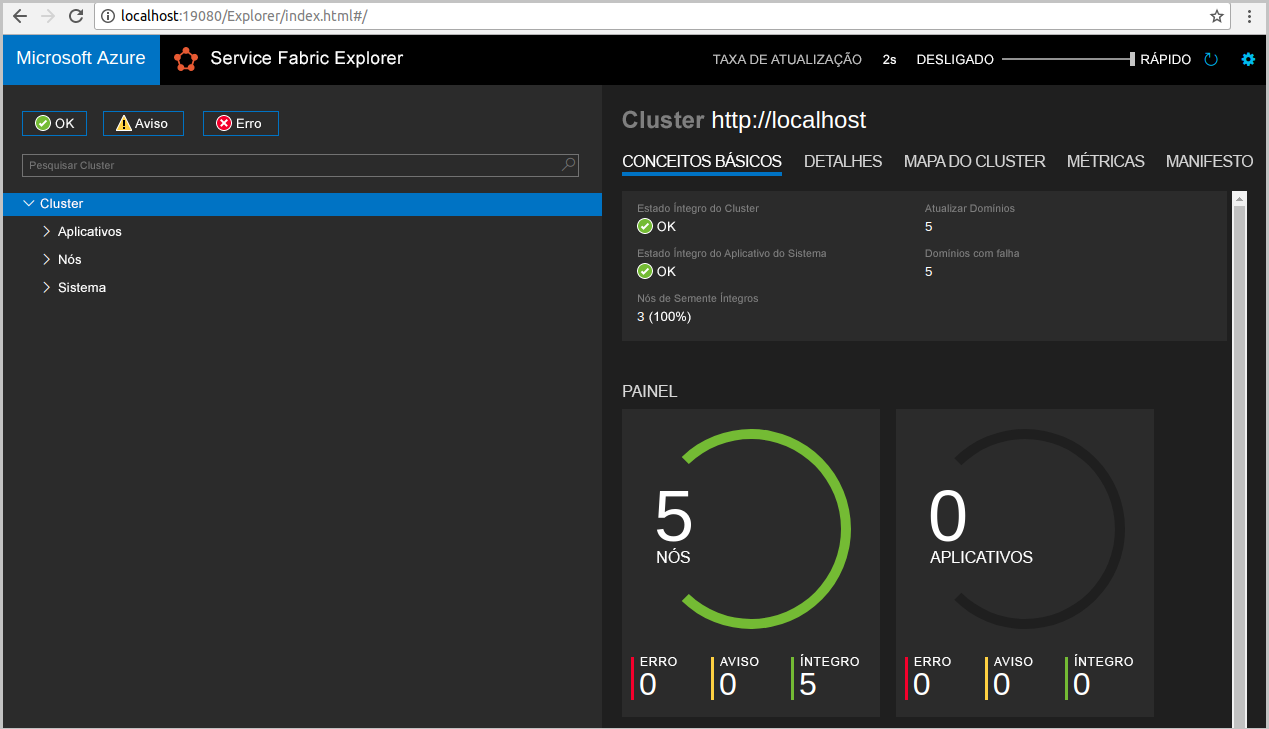 localhost:19080/Explorer/index.html#/
Microsoft Azure Service Fabric Explorer TAXA DE ATUALIZAÇÃO 2s DESLIGADO RÁPIDO
OK Aviso Erro
Pesquisar Cluster
Cluster
Aplicativos
Nós
Sistema
Cluster http://localhost
CONCEITOS BÁSICOS DETALHES MAPA DO CLUSTER MÉTRICAS MANIFESTO
Estado Íntegro do Cluster Atualizar Domínios
OK 5
Estado Íntegro do Aplicativo do Sistema Domínios com falha
OK 5
Nós de Semente Íntegros
3 (100%)
PAINEL
5 0
NÓS APLICATIVOS
ERRO AVISO ÍNTEGRO ERRO AVISO ÍNTEGRO
0 0 5 0 0 0